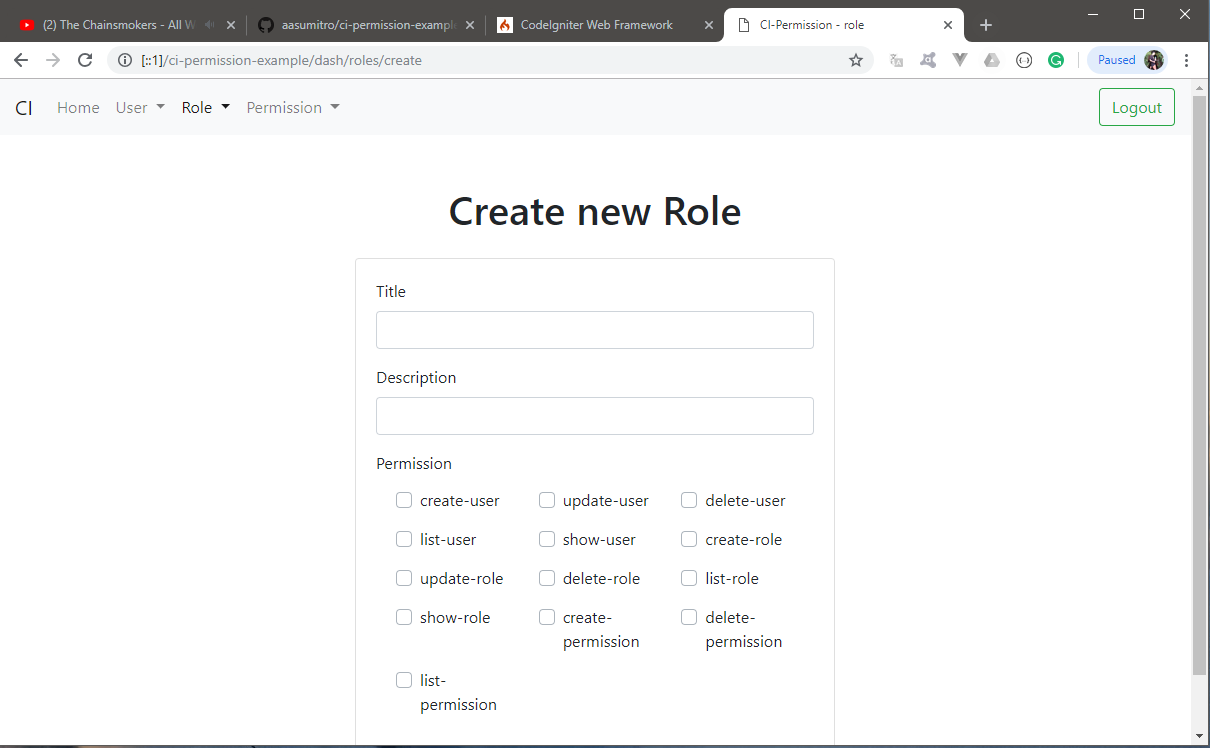 (2) The Chainsmokers - All W
aasumitro/ci-permission-example
CodeIgniter Web Framework
CI-Permission - role
[::1]/ci-permission-example/dash/roles/create
Paused
CI Home User Role Permission Logout
Create new Role
Title
Description
Permission
create-user update-user delete-user
list-user show-user create-role
update-role delete-role list-role
show-role create- delete-
permission permission
list-
permission